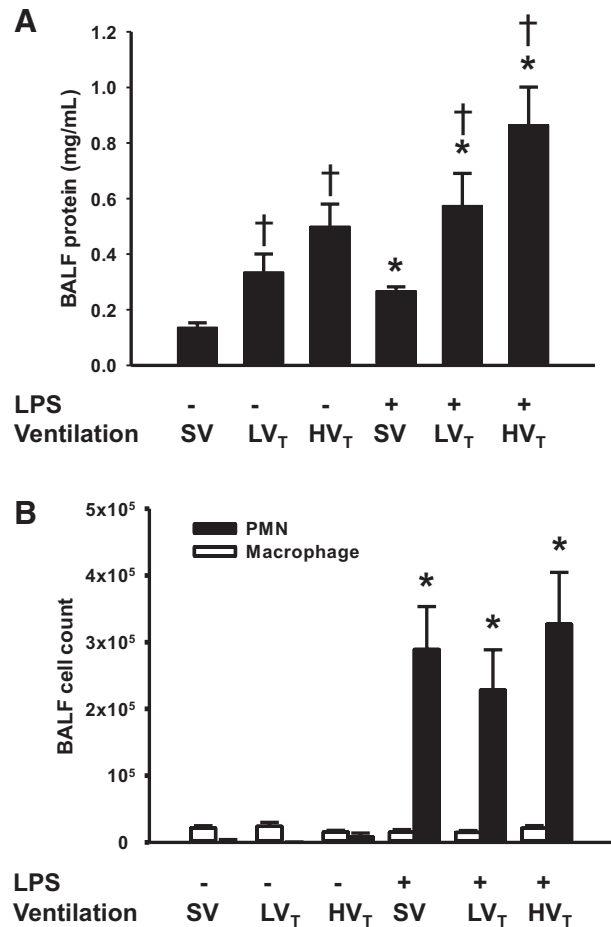 A
1.2
1.0
0.8
0.6
0.4
0.2
0.0
BALF protein (mg/mL)
† † * † * † *
LPS - - - + + +
Ventilation SV LVT HVT SV LVT HVT
B
5x10⁵
4x10⁵
3x10⁵
2x10⁵
10⁵
0
BALF cell count
PMN
Macrophage
* * *
LPS - - - + + +
Ventilation SV LVT HVT SV LVT HVT